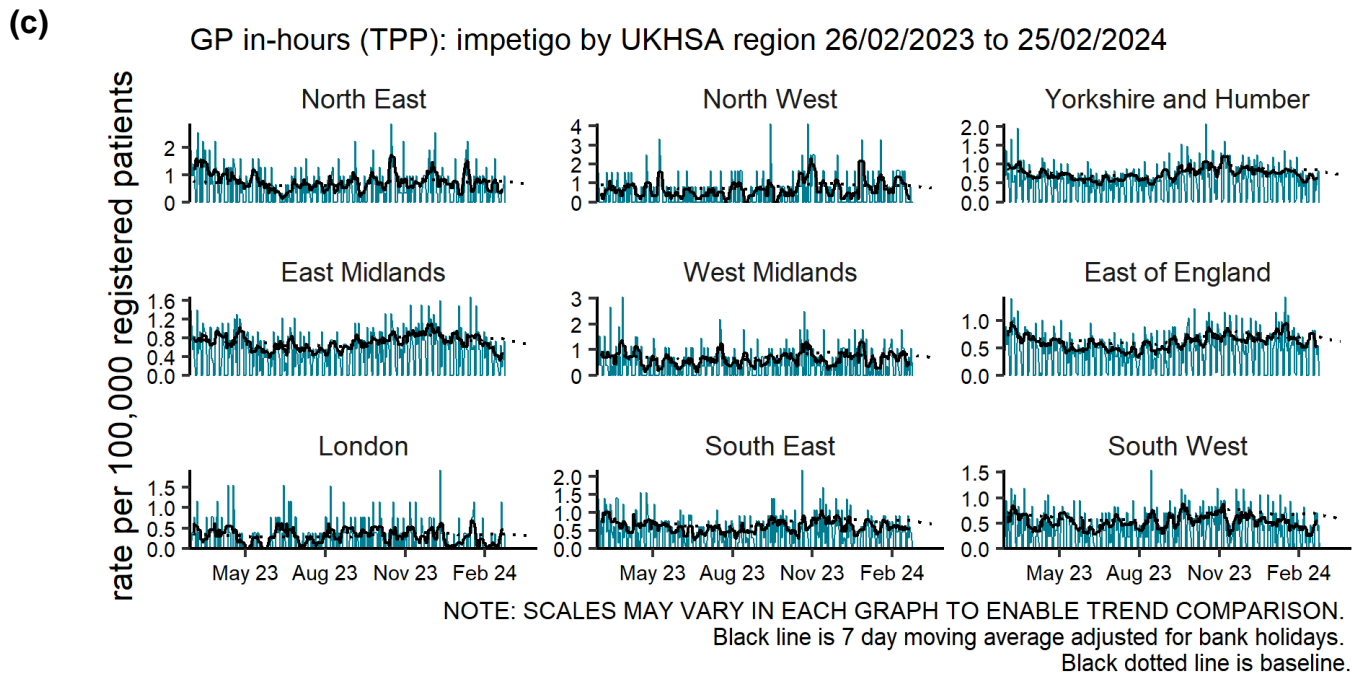 (c)
GP in-hours (TPP): impetigo by UKHSA region 26/02/2023 to 25/02/2024
rate per 100,000 registered patients
North East
2
1
0
North West
4
3
2
1
0
Yorkshire and Humber
2.0
1.5
1.0
0.5
0.0
East Midlands
1.6
1.2
0.8
0.4
0.0
West Midlands
3
2
1
0
East of England
1.0
0.5
0.0
London
1.5
1.0
0.5
0.0
South East
2.0
1.5
1.0
0.5
0.0
South West
1.5
1.0
0.5
0.0
May 23 Aug 23 Nov 23 Feb 24
May 23 Aug 23 Nov 23 Feb 24
May 23 Aug 23 Nov 23 Feb 24
NOTE: SCALES MAY VARY IN EACH GRAPH TO ENABLE TREND COMPARISON.
Black line is 7 day moving average adjusted for bank holidays.
Black dotted line is baseline.